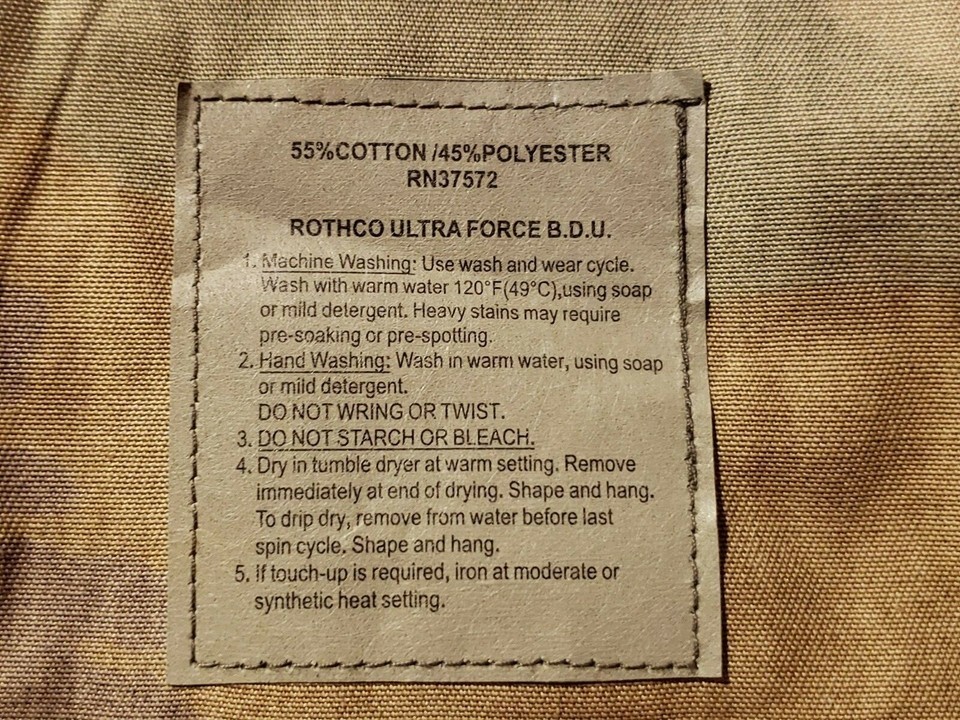 55%COTTON /45%POLYESTER
RN37572
ROTHCO ULTRA FORCE B.D.U.
1. Machine Washing: Use wash and wear cycle.
Wash with warm water 120°F(49°C),using soap
or mild detergent. Heavy stains may require
pre-soaking or pre-spotting.
2. Hand Washing: Wash in warm water, using soap
or mild detergent.
DO NOT WRING OR TWIST.
3. DO NOT STARCH OR BLEACH.
4. Dry in tumble dryer at warm setting. Remove
immediately at end of drying. Shape and hang.
To drip dry, remove from water before last
spin cycle. Shape and hang.
5. If touch-up is required, iron at moderate or
synthetic heat setting.